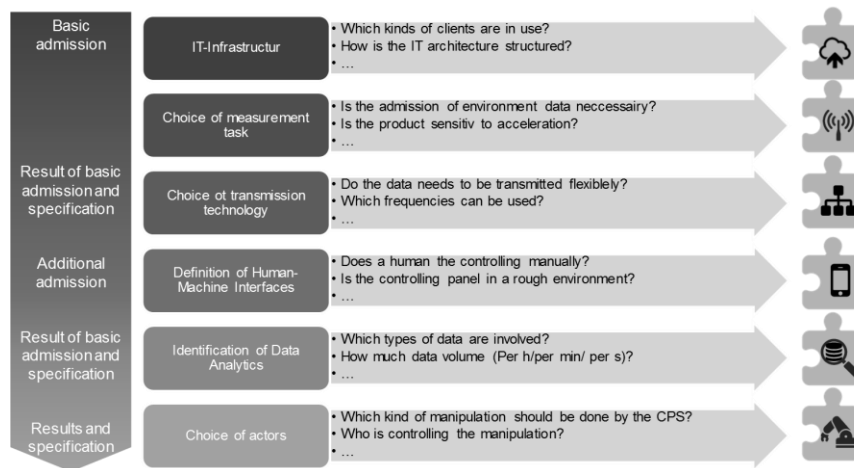 Basic
admission
IT-Infrastructur
• Which kinds of clients are in use?
• How is the IT architecture structured?
• ...
Choice of measurement
task
• Is the admission of environment data neccessairy?
• Is the product sensitiv to acceleration?
• ...
Result of basic
admission and
specification
Choice ot transmission
technology
• Do the data needs to be transmitted flexiblely?
• Which frequencies can be used?
• ...
Additional
admission
Definition of Human-
Machine Interfaces
• Does a human the controlling manually?
• Is the controlling panel in a rough environment?
• ...
Result of basic
admission and
specification
Identification of Data
Analytics
• Which types of data are involved?
• How much data volume (Per h/per min/ per s)?
• ...
Results and
specification
Choice of actors
• Which kind of manipulation should be done by the CPS?
• Who is controlling the manipulation?
• ...